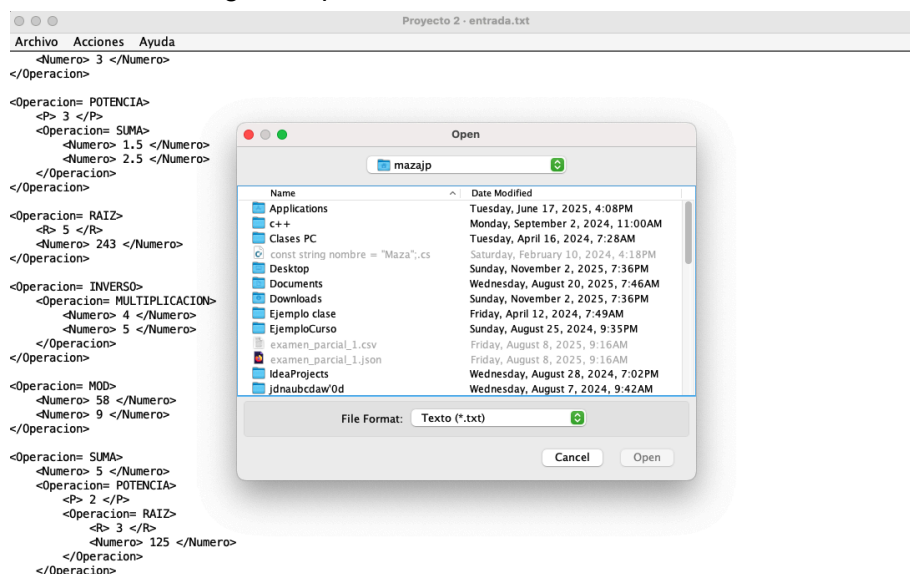 Proyecto 2 - entrada.txt
Archivo Acciones Ayuda
<Numero> 3 </Numero>
</Operacion>
<Operacion= POTENCIA>
<P> 3 </P>
<Operacion= SUMA>
<Numero> 1.5 </Numero>
<Numero> 2.5 </Numero>
</Operacion>
</Operacion>
<Operacion= RAIZ>
<R> 5 </R>
<Numero> 243 </Numero>
</Operacion>
<Operacion= INVERSO>
<Operacion= MULTIPLICACION>
<Numero> 4 </Numero>
<Numero> 5 </Numero>
</Operacion>
</Operacion>
<Operacion= MOD>
<Numero> 58 </Numero>
<Numero> 9 </Numero>
</Operacion>
<Operacion= SUMA>
<Numero> 5 </Numero>
<Operacion= POTENCIA>
<P> 2 </P>
<Operacion= RAIZ>
<R> 3 </R>
<Numero> 125 </Numero>
</Operacion>
</Operacion>
Open
mazajp
Name Date Modified
Applications Tuesday, June 17, 2025, 4:08PM
c++ Monday, September 2, 2024, 11:00AM
Clases PC Tuesday, April 16, 2024, 7:28AM
const string nombre = "Maza";.cs Saturday, February 10, 2024, 4:18PM
Desktop Sunday, November 2, 2025, 7:36PM
Documents Wednesday, August 20, 2025, 7:46AM
Downloads Sunday, November 2, 2025, 7:36PM
Ejemplo clase Friday, April 12, 2024, 7:49AM
EjemploCurso Sunday, August 25, 2024, 9:35PM
examen_parcial_1.csv Friday, August 8, 2025, 9:16AM
examen_parcial_1.json Friday, August 8, 2025, 9:16AM
IdeaProjects Wednesday, August 28, 2024, 7:02PM
jdnaubcdaw'0d Wednesday, August 7, 2024, 9:42AM
File Format: Texto (*.txt)
Cancel Open